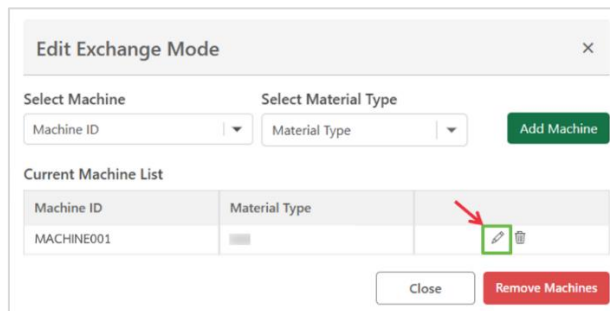 Edit Exchange Mode
Select Machine Select Material Type
Machine ID Material Type Add Machine
Current Machine List
Machine ID Material Type
MACHINE001
Close Remove Machines